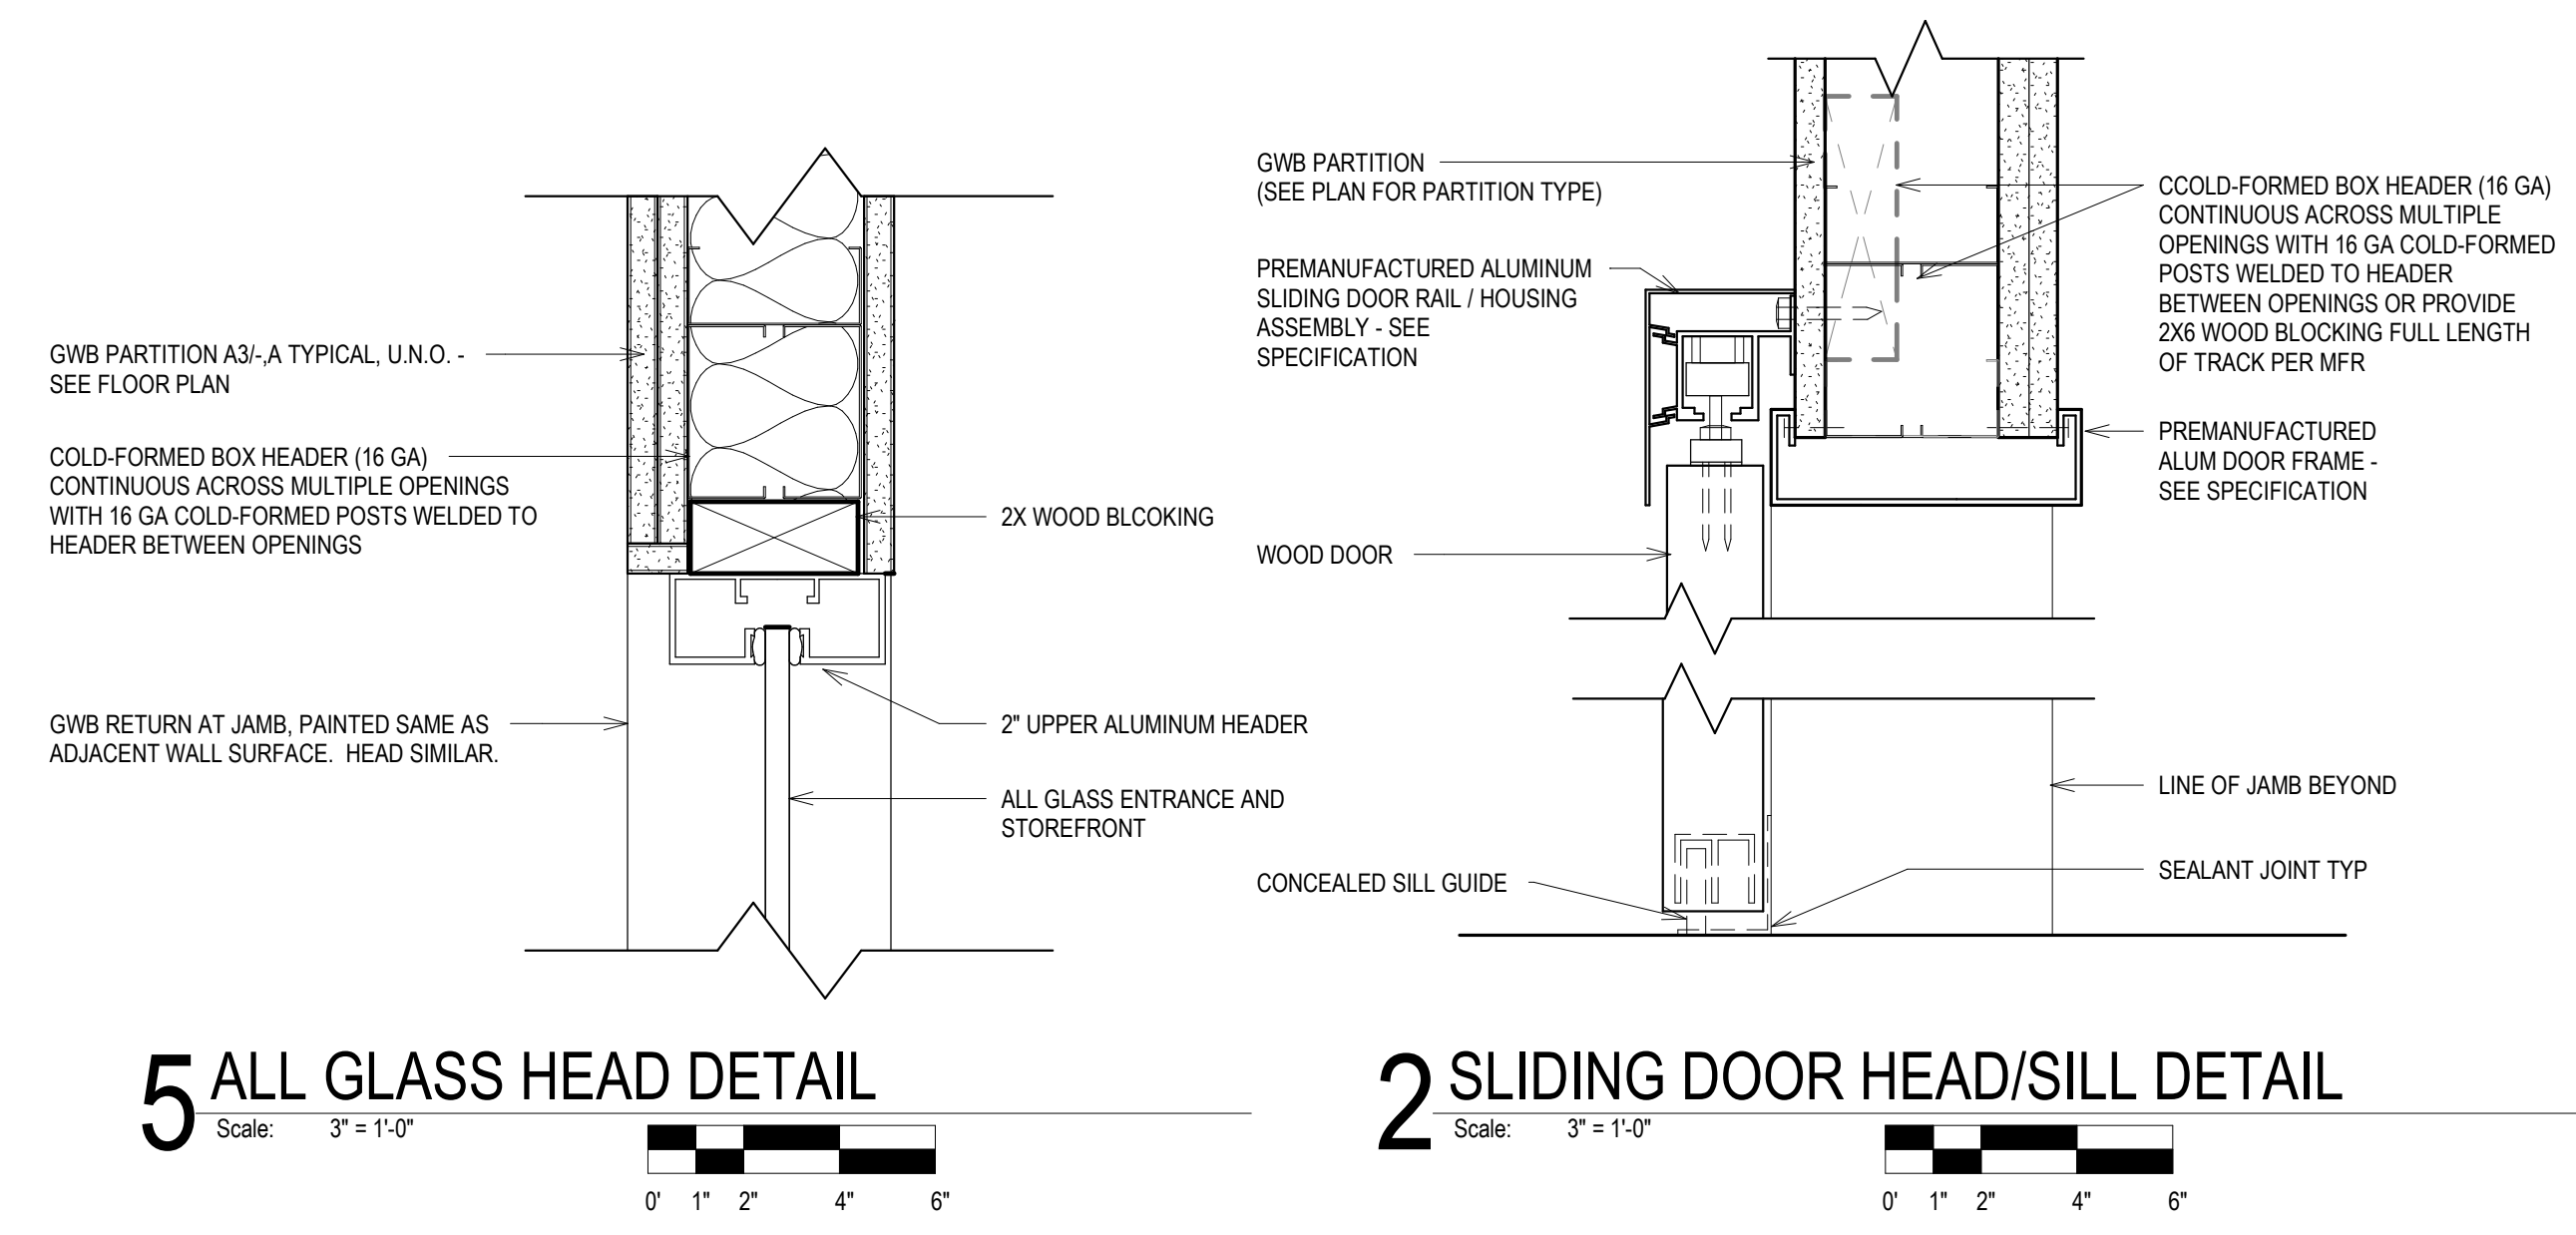 GWB PARTITION A3/-,A TYPICAL, U.N.O. -
SEE FLOOR PLAN
COLD-FORMED BOX HEADER (16 GA)
CONTINUOUS ACROSS MULTIPLE OPENINGS
WITH 16 GA COLD-FORMED POSTS WELDED TO
HEADER BETWEEN OPENINGS
GWB RETURN AT JAMB, PAINTED SAME AS
ADJACENT WALL SURFACE.  HEAD SIMILAR.
2X WOOD BLCOKING
2" UPPER ALUMINUM HEADER
ALL GLASS ENTRANCE AND
STOREFRONT
5 ALL GLASS HEAD DETAIL
Scale: 3" = 1'-0"
0' 1" 2" 4" 6"
GWB PARTITION
(SEE PLAN FOR PARTITION TYPE)
PREMANUFACTURED ALUMINUM
SLIDING DOOR RAIL / HOUSING
ASSEMBLY - SEE
SPECIFICATION
WOOD DOOR
CONCEALED SILL GUIDE
CCOLD-FORMED BOX HEADER (16 GA)
CONTINUOUS ACROSS MULTIPLE
OPENINGS WITH 16 GA COLD-FORMED
POSTS WELDED TO HEADER
BETWEEN OPENINGS OR PROVIDE
2X6 WOOD BLOCKING FULL LENGTH
OF TRACK PER MFR
PREMANUFACTURED
ALUM DOOR FRAME -
SEE SPECIFICATION
LINE OF JAMB BEYOND
SEALANT JOINT TYP
2 SLIDING DOOR HEAD/SILL DETAIL
Scale: 3" = 1'-0"
0' 1" 2" 4" 6"